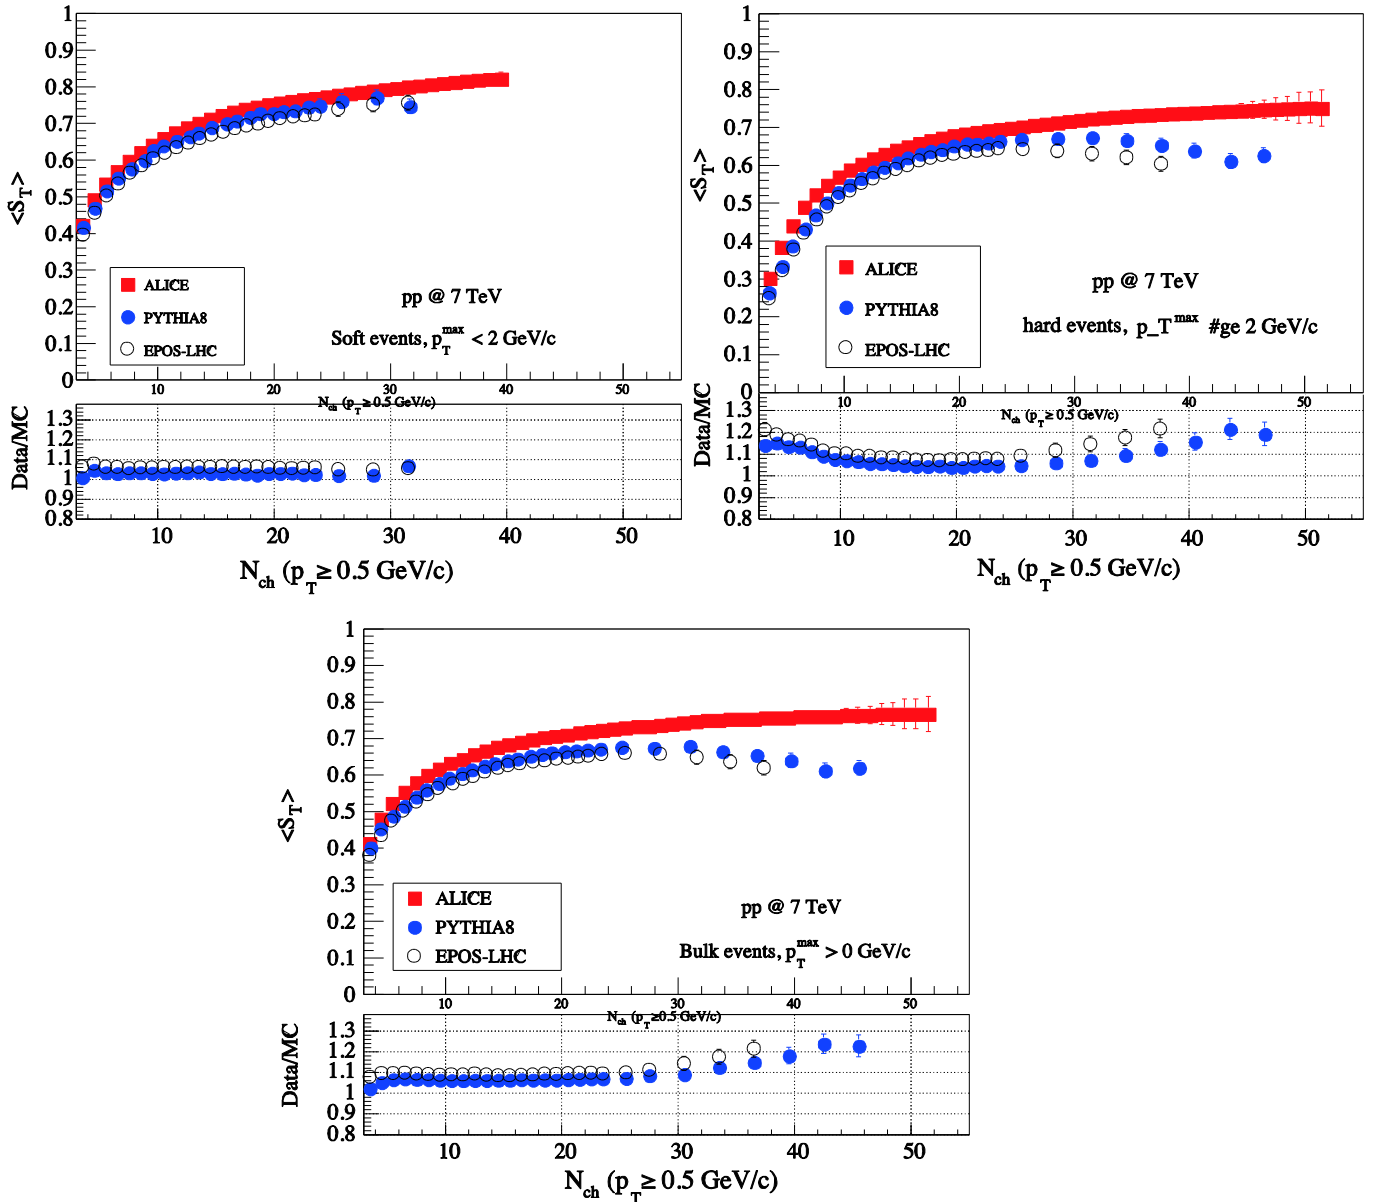 1
0.9
0.8
0.7
0.6
0.5
0.4
0.3
0.2
0.1
0
<S_T>
ALICE
PYTHIA8
EPOS-LHC
pp @ 7 TeV
Soft events, p_T^max < 2 GeV/c
10 20 30 40 50
N_ch (p_T ≥ 0.5 GeV/c)
1.3
1.2
1.1
1
0.9
0.8
Data/MC
10 20 30 40 50
N_ch (p_T ≥ 0.5 GeV/c)
1
0.9
0.8
0.7
0.6
0.5
0.4
0.3
0.2
0.1
0
<S_T>
ALICE
PYTHIA8
EPOS-LHC
pp @ 7 TeV
hard events, p_T^max #ge 2 GeV/c
10 20 30 40 50
N_ch (p_T ≥ 0.5 GeV/c)
1.3
1.2
1.1
1
0.9
0.8
Data/MC
10 20 30 40 50
N_ch (p_T ≥ 0.5 GeV/c)
1
0.9
0.8
0.7
0.6
0.5
0.4
0.3
0.2
0.1
0
<S_T>
ALICE
PYTHIA8
EPOS-LHC
pp @ 7 TeV
Bulk events, p_T^max > 0 GeV/c
10 20 30 40 50
N_ch (p_T ≥0.5 GeV/c)
1.3
1.2
1.1
1
0.9
0.8
Data/MC
10 20 30 40 50
N_ch (p_T ≥ 0.5 GeV/c)